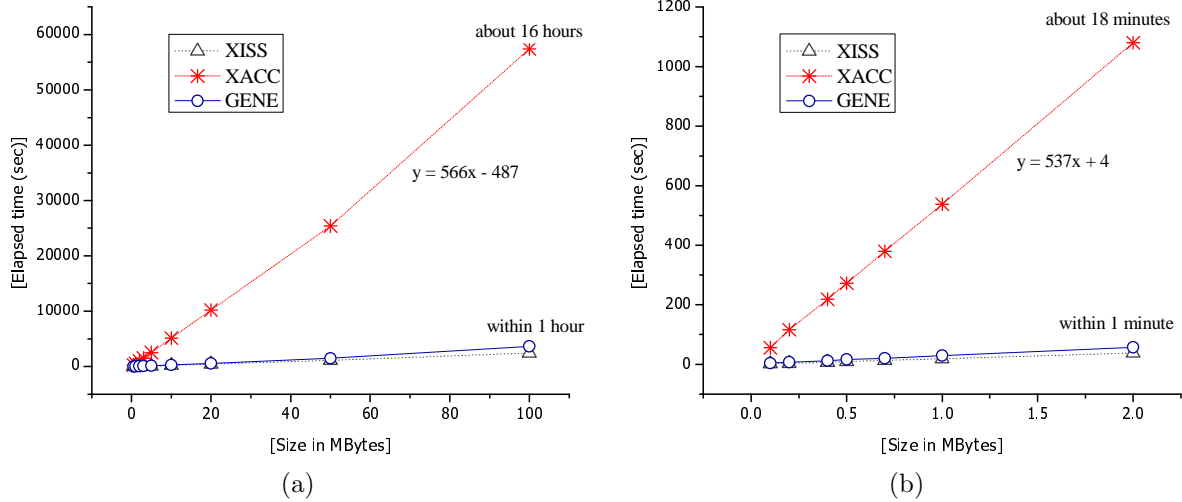 60000
50000
40000
30000
20000
10000
0
[Elapsed time (sec)]
XISS
XACC
GENE
about 16 hours
y = 566x - 487
within 1 hour
0
20
40
60
80
100
[Size in MBytes]
(a)
1200
1000
800
600
400
200
0
[Elapsed time (sec)]
XISS
XACC
GENE
about 18 minutes
y = 537x + 4
within 1 minute
0.0
0.5
1.0
1.5
2.0
[Size in MBytes]
(b)